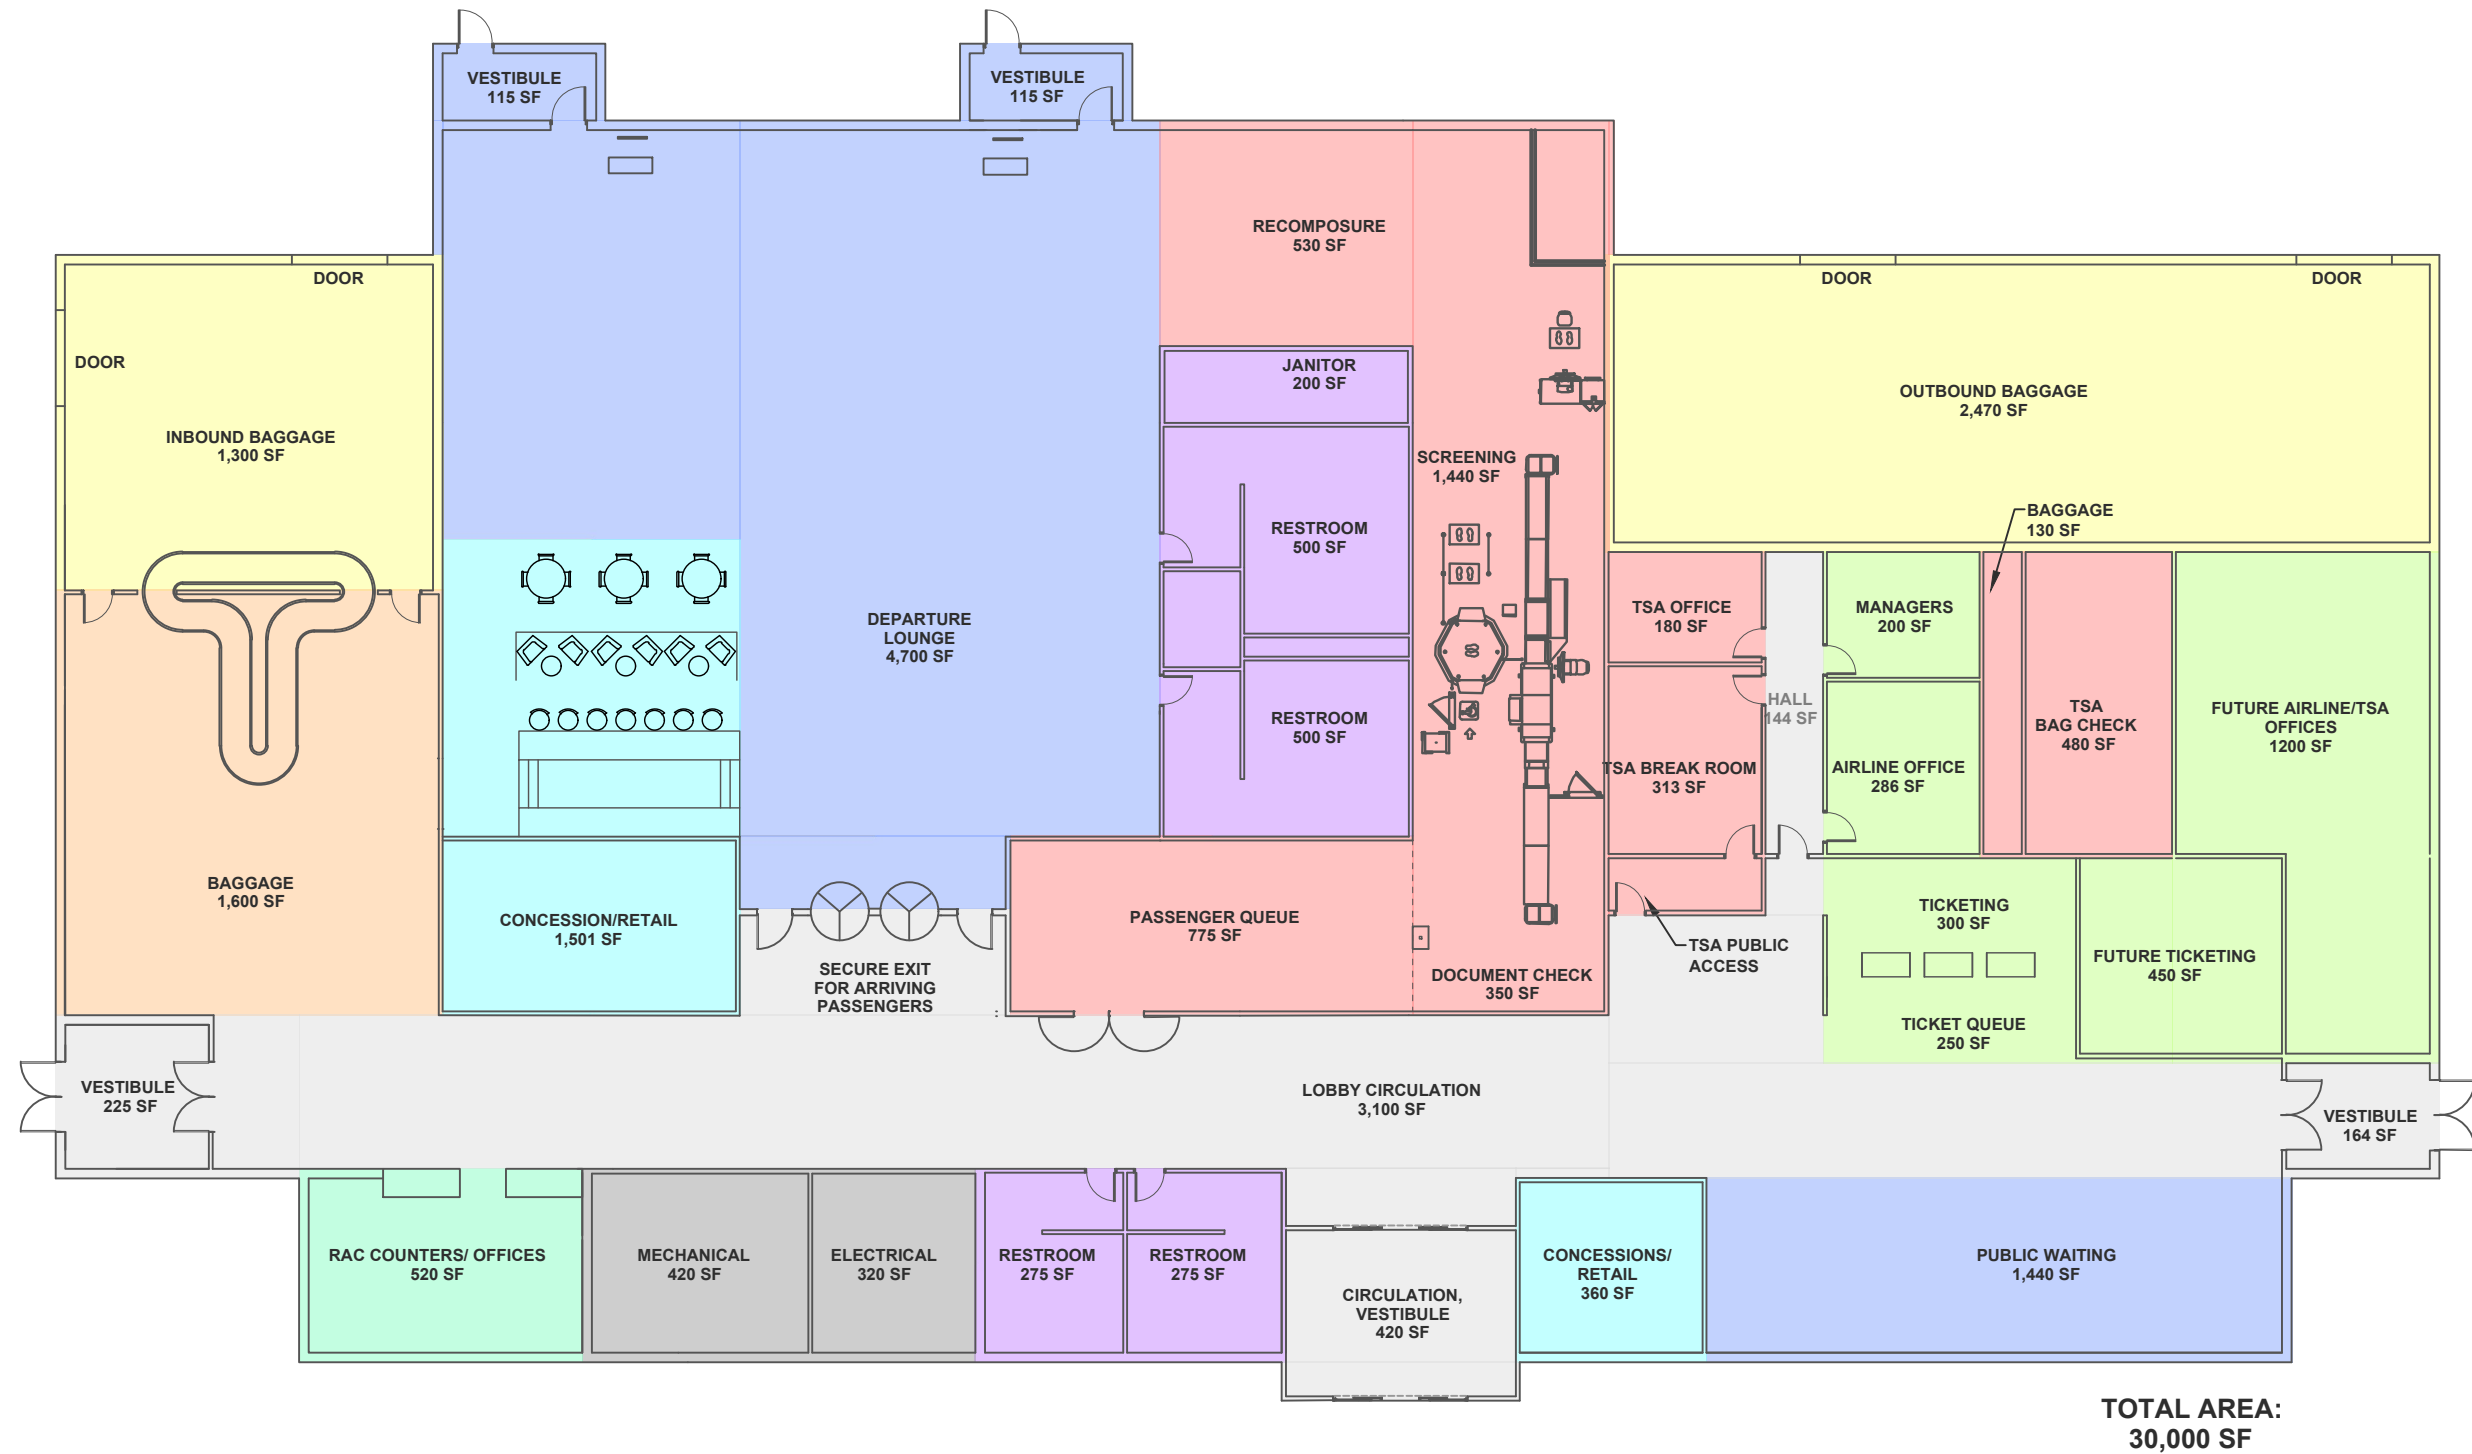 VESTIBULE
115 SF
VESTIBULE
115 SF
RECOMPOSURE
530 SF
DOOR
DOOR
DOOR
DOOR
JANITOR
200 SF
OUTBOUND BAGGAGE
2,470 SF
INBOUND BAGGAGE
1,300 SF
SCREENING
1,440 SF
BAGGAGE
130 SF
RESTROOM
500 SF
DEPARTURE
LOUNGE
4,700 SF
TSA OFFICE
180 SF
MANAGERS
200 SF
HALL
144 SF
RESTROOM
500 SF
TSA
BAG CHECK
480 SF
FUTURE AIRLINE/TSA
OFFICES
1200 SF
TSA BREAK ROOM
313 SF
AIRLINE OFFICE
286 SF
BAGGAGE
1,600 SF
CONCESSION/RETAIL
1,501 SF
PASSENGER QUEUE
775 SF
TICKETING
300 SF
TSA PUBLIC
ACCESS
FUTURE TICKETING
450 SF
SECURE EXIT
FOR ARRIVING
PASSENGERS
DOCUMENT CHECK
350 SF
TICKET QUEUE
250 SF
VESTIBULE
225 SF
LOBBY CIRCULATION
3,100 SF
VESTIBULE
164 SF
RAC COUNTERS/ OFFICES
520 SF
MECHANICAL
420 SF
ELECTRICAL
320 SF
RESTROOM
275 SF
RESTROOM
275 SF
CIRCULATION,
VESTIBULE
420 SF
CONCESSIONS/
RETAIL
360 SF
PUBLIC WAITING
1,440 SF
TOTAL AREA:
30,000 SF